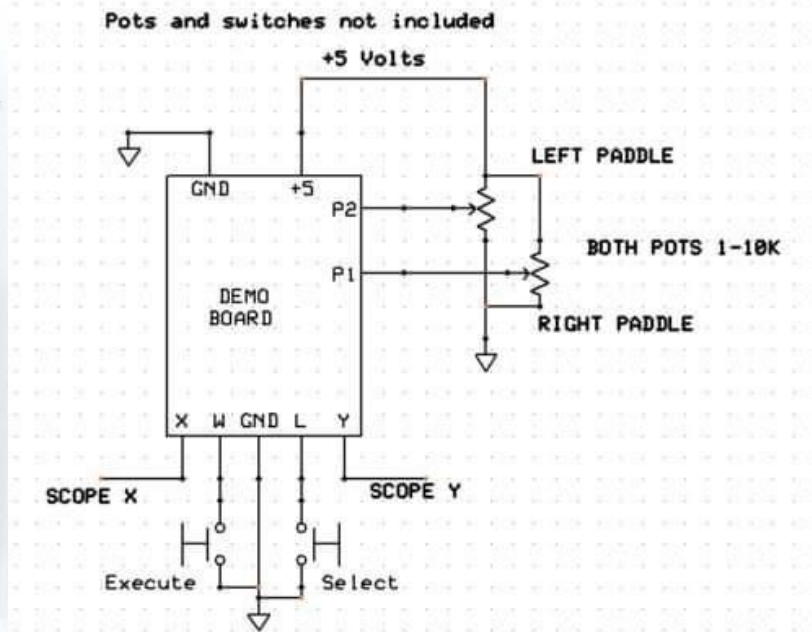 Pots and switches not included
+5 Volts
LEFT PADDLE
GND
+5
P2
BOTH POTS 1-10K
P1
DEMO
BOARD
RIGHT PADDLE
X W GND L Y
SCOPE X
SCOPE Y
Execute
Select